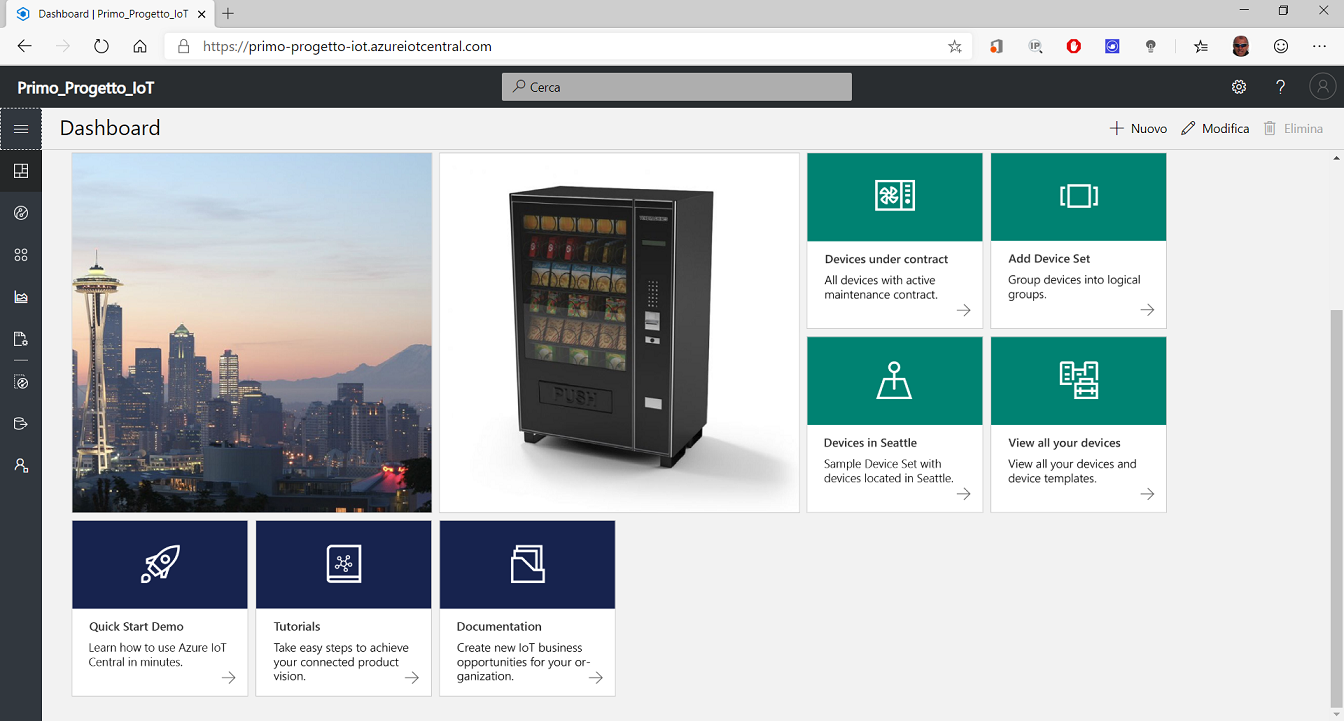 Dashboard | Primo_Progetto_IoT
https://primo-progetto-iot.azureiotcentral.com
IP
Primo_Progetto_IoT
Cerca
?
Dashboard
Nuovo
Modifica
Elimina
PUSH
Devices under contract
All devices with active
maintenance contract.
Add Device Set
Group devices into logical
groups.
Devices in Seattle
Sample Device Set with
devices located in Seattle.
View all your devices
View all your devices and
device templates.
Quick Start Demo
Learn how to use Azure IoT
Central in minutes.
Tutorials
Take easy steps to achieve
your connected product
vision.
Documentation
Create new IoT business
opportunities for your or-
ganization.